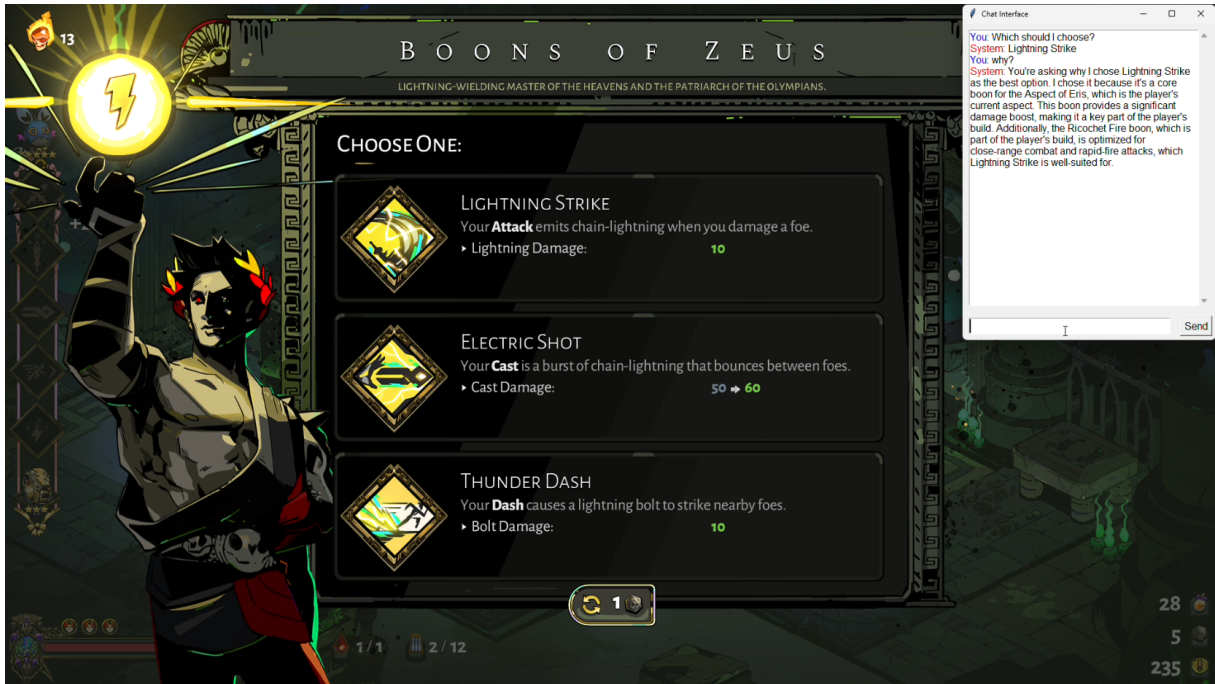 13
BOONS OF ZEUS
LIGHTNING-WIELDING MASTER OF THE HEAVENS AND THE PATRIARCH OF THE OLYMPIANS.
CHOOSE ONE:
LIGHTNING STRIKE
Your Attack emits chain-lightning when you damage a foe.
▸ Lightning Damage: 10
ELECTRIC SHOT
Your Cast is a burst of chain-lightning that bounces between foes.
▸ Cast Damage: 50 ➡ 60
THUNDER DASH
Your Dash causes a lightning bolt to strike nearby foes.
▸ Bolt Damage: 10
1
1/1
2/12
28
5
235
Chat Interface
You: Which should I choose?
System: Lightning Strike
You: why?
System: You're asking why I chose Lightning Strike
as the best option. I chose it because it's a core
boon for the Aspect of Eris, which is the player's
current aspect. This boon provides a significant
damage boost, making it a key part of the player's
build. Additionally, the Ricochet Fire boon, which is
part of the player's build, is optimized for
close-range combat and rapid-fire attacks, which
Lightning Strike is well-suited for.
Send